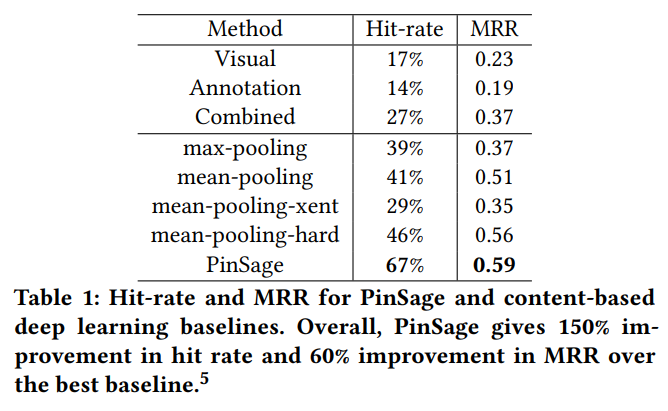 Method Hit-rate MRR
Visual 17% 0.23
Annotation 14% 0.19
Combined 27% 0.37
max-pooling 39% 0.37
mean-pooling 41% 0.51
mean-pooling-xent 29% 0.35
mean-pooling-hard 46% 0.56
PinSage 67% 0.59
Table 1: Hit-rate and MRR for PinSage and content-based
deep learning baselines. Overall, PinSage gives 150% im-
provement in hit rate and 60% improvement in MRR over
the best baseline.5